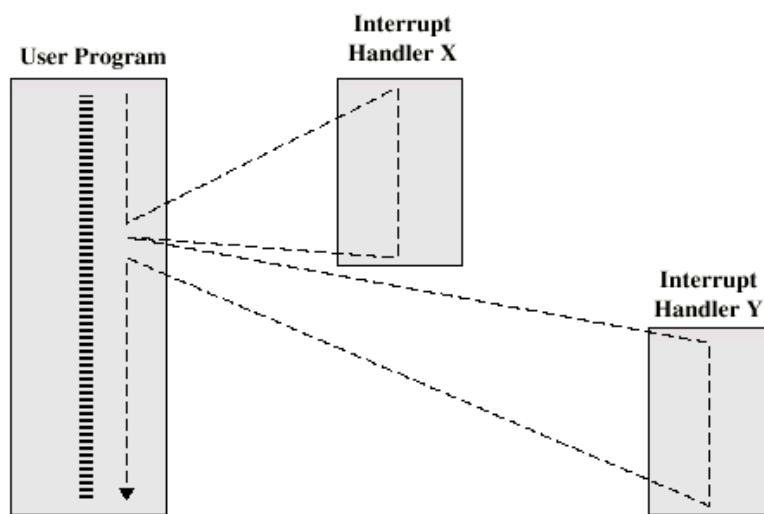 User Program
Interrupt
Handler X
Interrupt
Handler Y